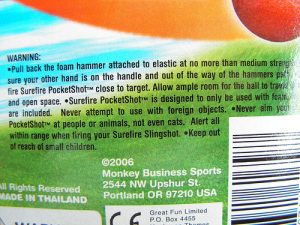 WARNING:
•Pull back the foam hammer attached to elastic at no more than medium strength
sure your other hand is on the handle and out of the way of the hammers path
fire Surefire PocketShot™ close to target. Allow ample room for the ball to travel
and open space. •Surefire PocketShot™ is designed to only be used with foam
are included. Never attempt to use foreign objects. •Never aim your
PocketShot™ at people or animals, not even cats. Alert all
within range when firing your Surefire Slingshot. •Keep out
of reach of small children.
©2006
Monkey Business Sports
2544 NW Upshur St.
Portland OR 97210 USA
All Rights Reserved
MADE IN THAILAND
CE
Great Fun Limited
P.O. Box 4455
Thomes